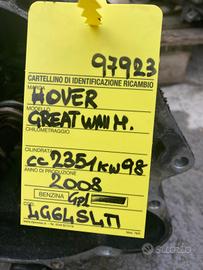 97923
CARTELLINO DI IDENTIFICAZIONE RICAMBIO
MARCA
HOVER
MODELLO
GREAT WALL M.
CHILOMETRAGGIO
CILINDRATA
CC 2351 KW 98
ANNO DI PRODUZIONE
2008
BENZINA GPL
4G64S4M
subito